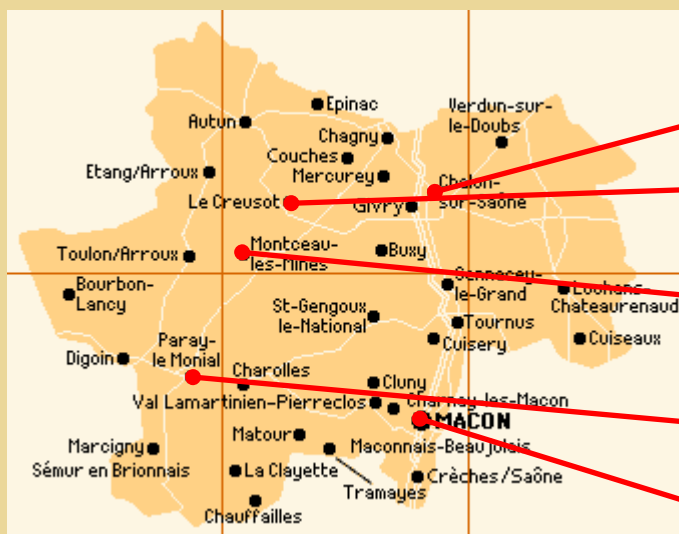 Epinac
Verdun-sur-
le-Doubs
Autun
Chagny
Couches
Etang/Arroux
Mercurey
Chalon-
sur-Saône
Le Creusot
Givry
Montceau-
les-Mines
Toulon/Arroux
Buxy
Sennecey-
le-Grand
Bourbon-
Lancy
Louhans-
Chateaurenaud
St-Gengoux
le-National
Tournus
Paray-
le Monial
Cuisery
Cuiseaux
Digoin
Charolles
Cluny
Val Lamartinien-Pierreclos
Charnay-les-Macon
MACON
Matour
Maconnais-Beaujolais
Marcigny
Sémur en Brionnais
La Clayette
Tramayes
Crèches/Saône
Chauffailles